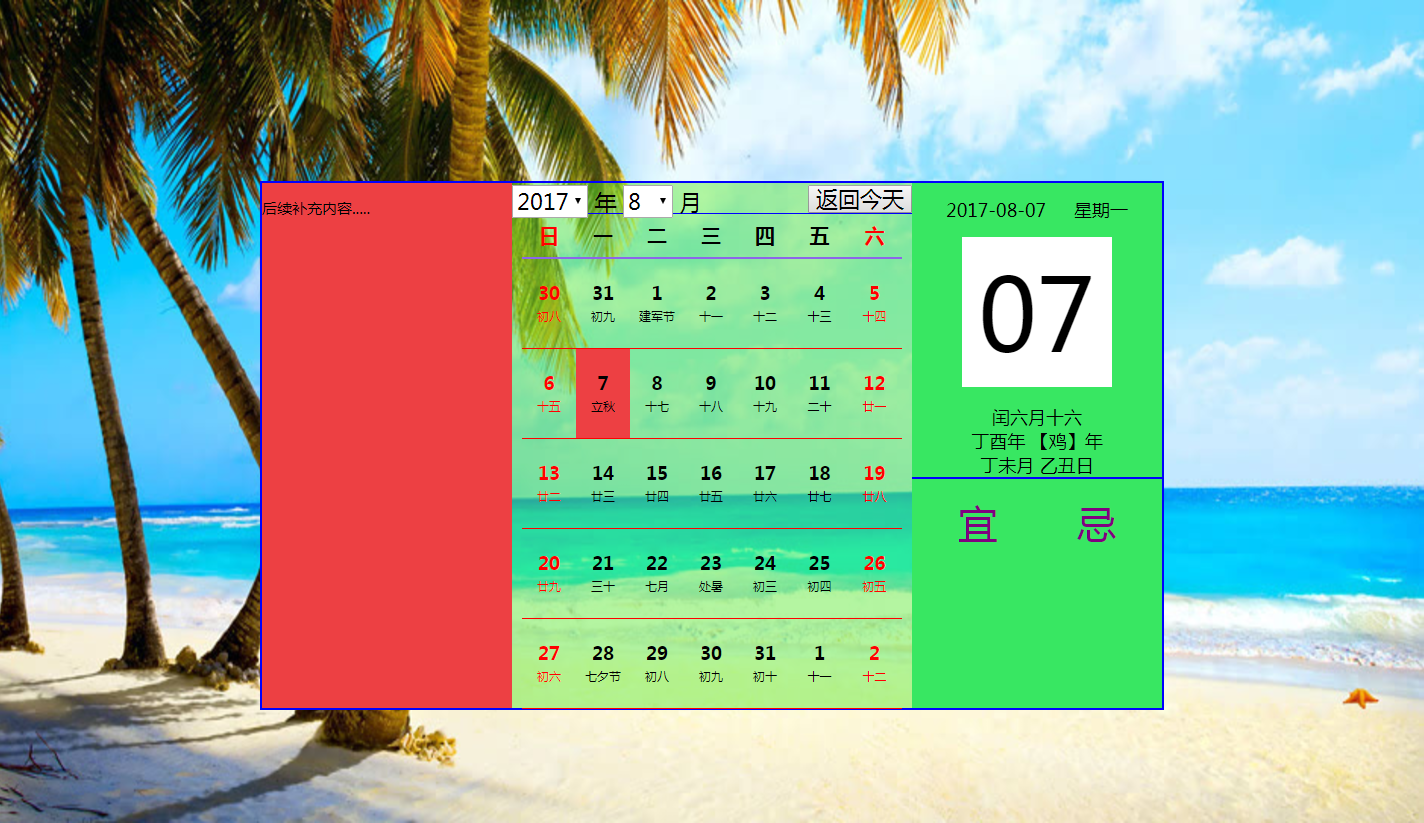 后续补充内容.....
2017 年 8 月 返回今天
日 一 二 三 四 五 六
30 31 1 2 3 4 5
初八 初九 建军节 十一 十二 十三 十四
6 7 8 9 10 11 12
十五 立秋 十七 十八 十九 二十 廿一
13 14 15 16 17 18 19
廿二 廿三 廿四 廿五 廿六 廿七 廿八
20 21 22 23 24 25 26
廿九 三十 七月 处暑 初三 初四 初五
27 28 29 30 31 1 2
初六 七夕节 初八 初九 初十 十一 十二
2017-08-07 星期一
07
闰六月十六
丁酉年 【鸡】年
丁未月 乙丑日
宜 忌